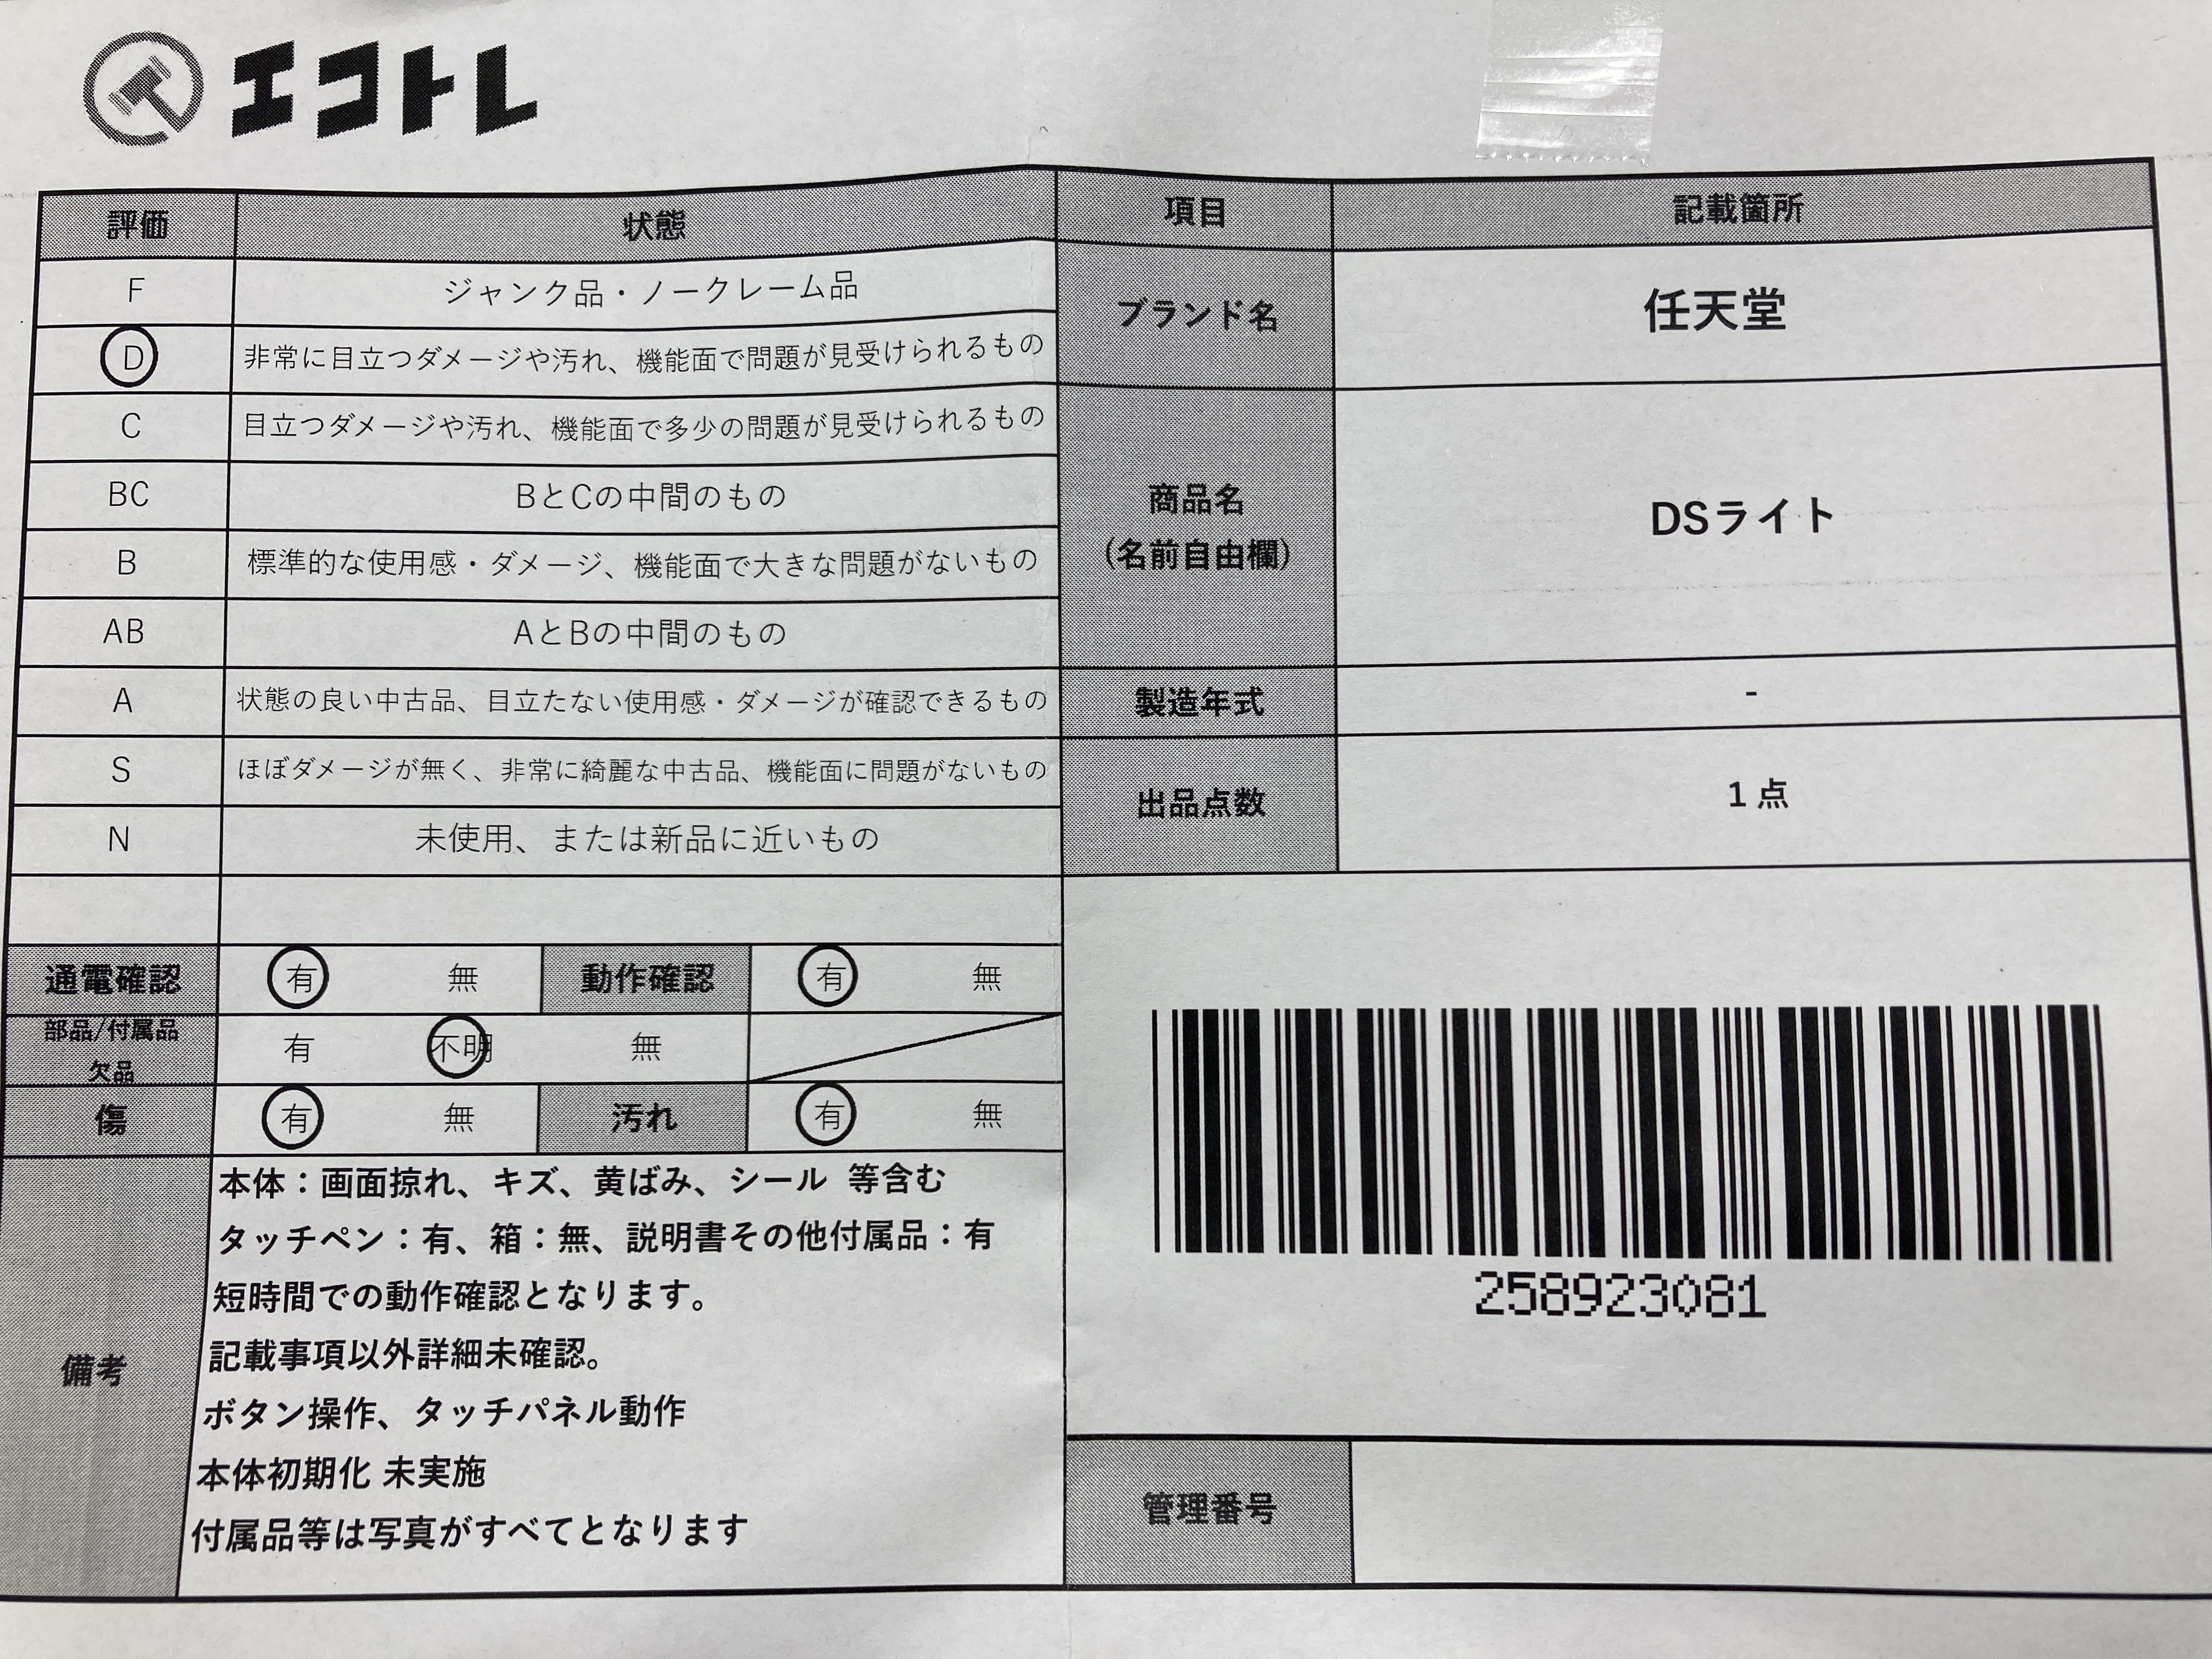 エコトレ
評価 状態
F ジャンク品・ノークレーム品
D 非常に目立つダメージや汚れ、機能面で問題が見受けられるもの
C 目立つダメージや汚れ、機能面で多少の問題が見受けられるもの
BC BとCの中間のもの
B 標準的な使用感・ダメージ、機能面で大きな問題がないもの
AB AとBの中間のもの
A 状態の良い中古品、目立たない使用感・ダメージが確認できるもの
S ほぼダメージが無く、非常に綺麗な中古品、機能面に問題がないもの
N 未使用、または新品に近いもの
通電確認 有 無 動作確認 有 無
部品/付属品
欠品 有 不明 無
傷 有 無 汚れ 有 無
備考
本体：画面掠れ、キズ、黄ばみ、シール 等含む
タッチペン：有、箱：無、説明書その他付属品：有
短時間での動作確認となります。
記載事項以外詳細未確認。
ボタン操作、タッチパネル動作
本体初期化 未実施
付属品等は写真がすべてとなります
項目 記載箇所
ブランド名 任天堂
商品名
(名前自由欄) DSライト
製造年式 -
出品点数 1 点
258923081
管理番号